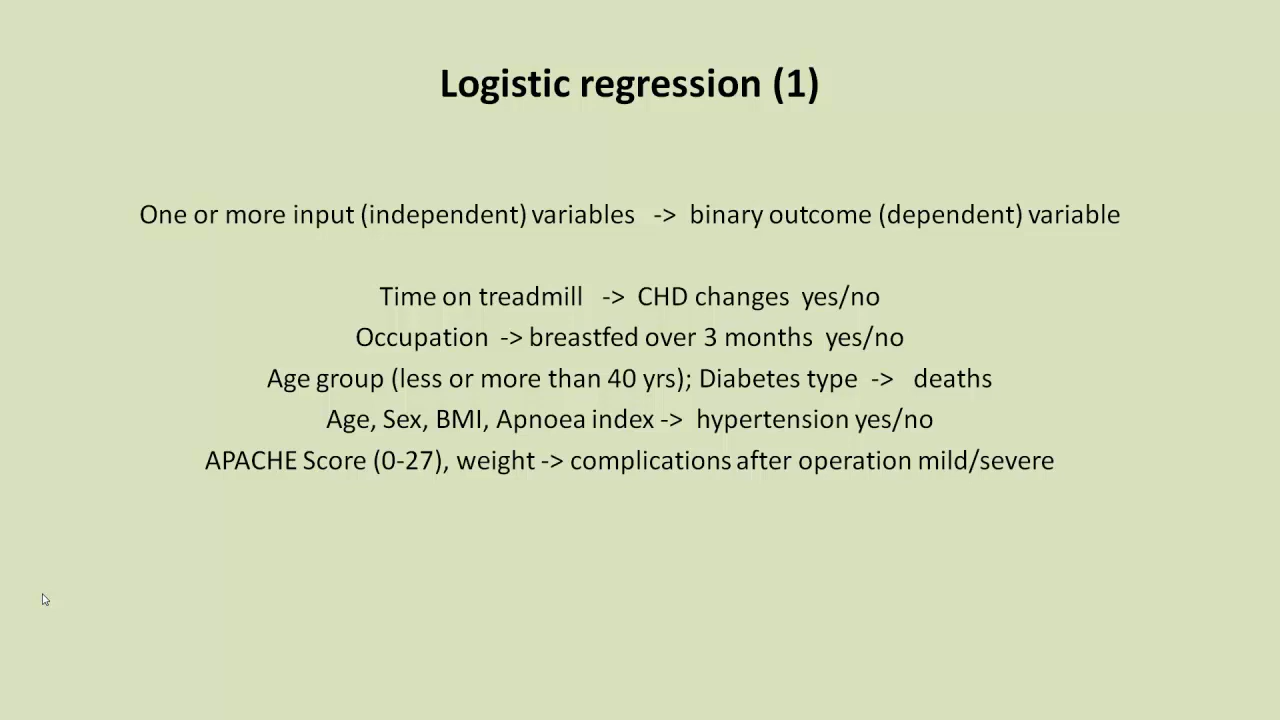 Logistic regression (1)
One or more input (independent) variables -> binary outcome (dependent) variable
Time on treadmill -> CHD changes yes/no
Occupation -> breastfed over 3 months yes/no
Age group (less or more than 40 yrs); Diabetes type -> deaths
Age, Sex, BMI, Apnoea index -> hypertension yes/no
APACHE Score (0-27), weight -> complications after operation mild/severe